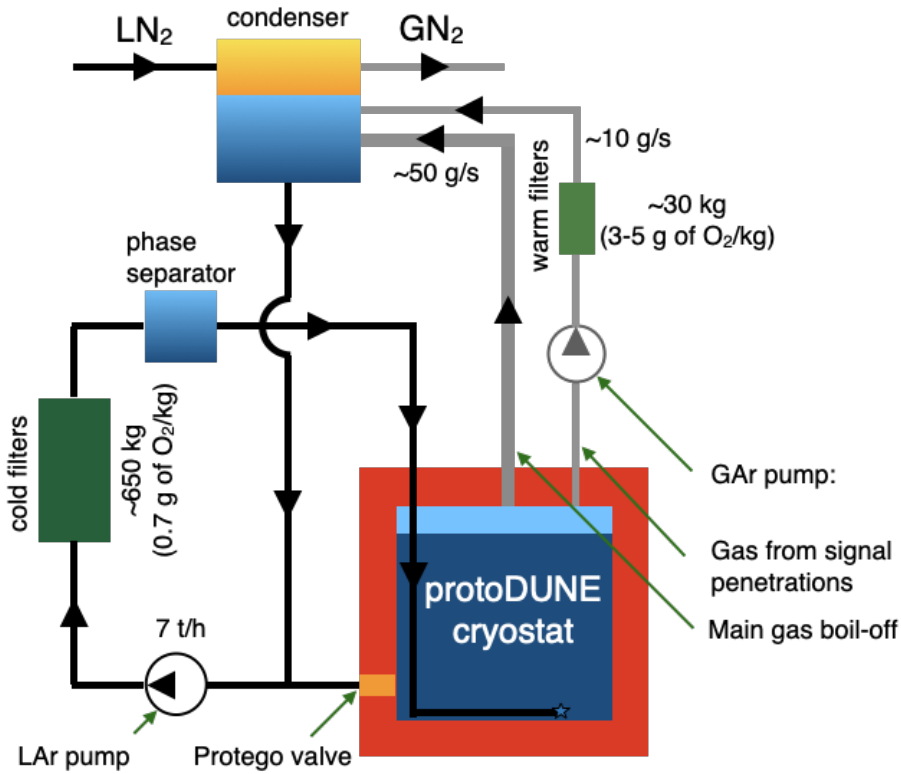 condenser
LN₂
GN₂
~10 g/s
~50 g/s
warm filters
~30 kg
(3-5 g of O₂/kg)
phase
separator
cold filters
~650 kg
(0.7 g of O₂/kg)
GAr pump:
Gas from signal
penetrations
protoDUNE
cryostat
Main gas boil-off
7 t/h
LAr pump
Protego valve